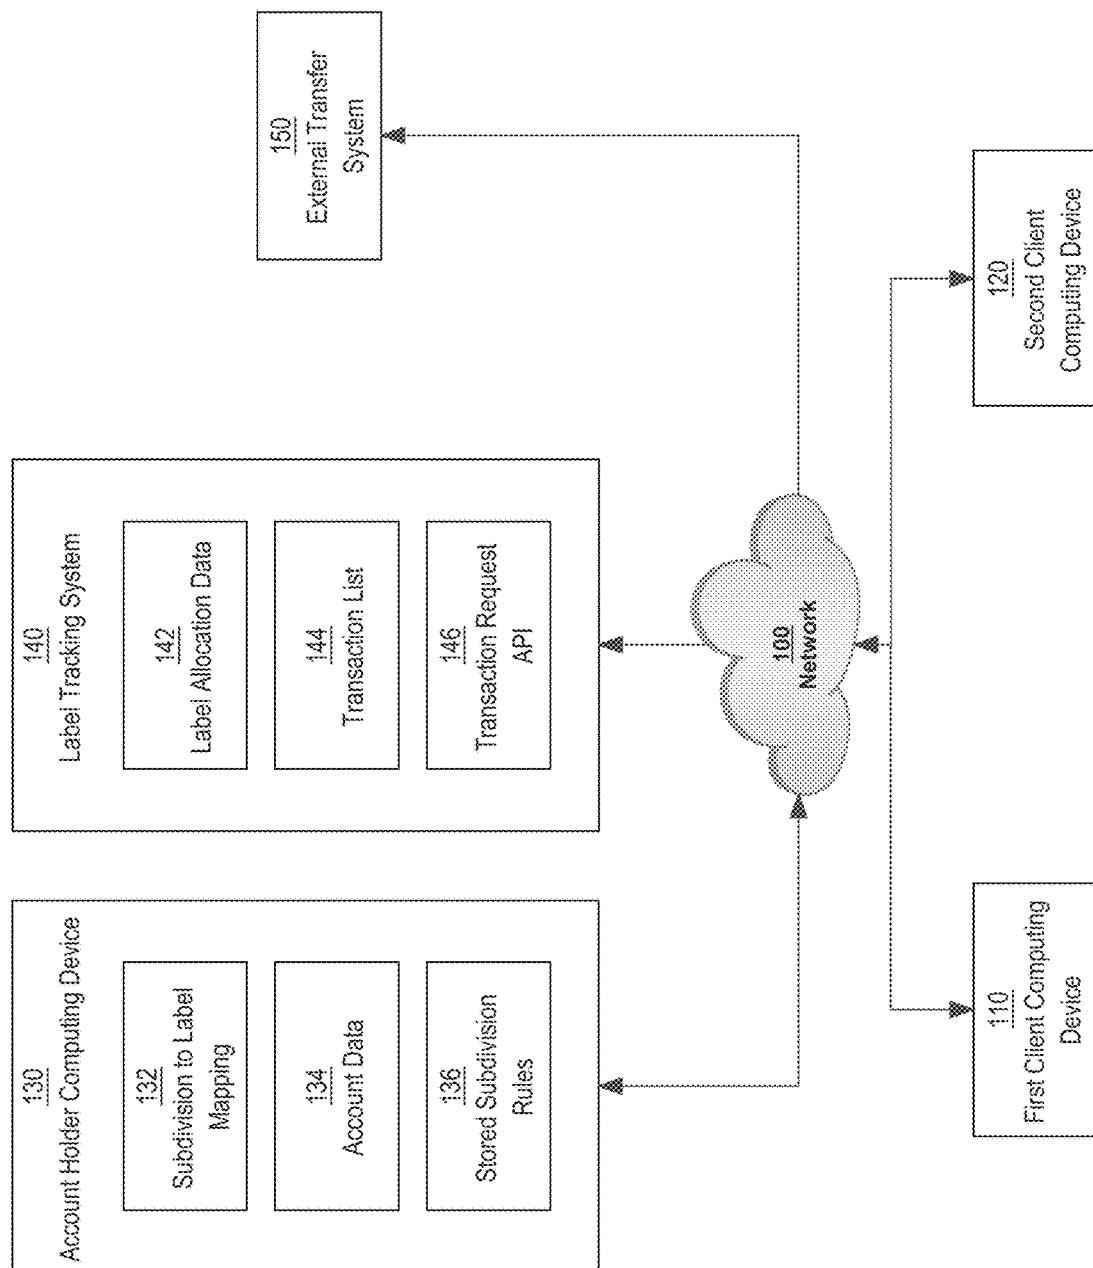 130
Account Holder Computing Device
132
Subdivision to Label
Mapping
134
Account Data
136
Stored Subdivision
Rules
140
Label Tracking System
142
Label Allocation Data
144
Transaction List
146
Transaction Request
API
150
External Transfer
System
100
Network
110
First Client Computing
Device
120
Second Client
Computing Device